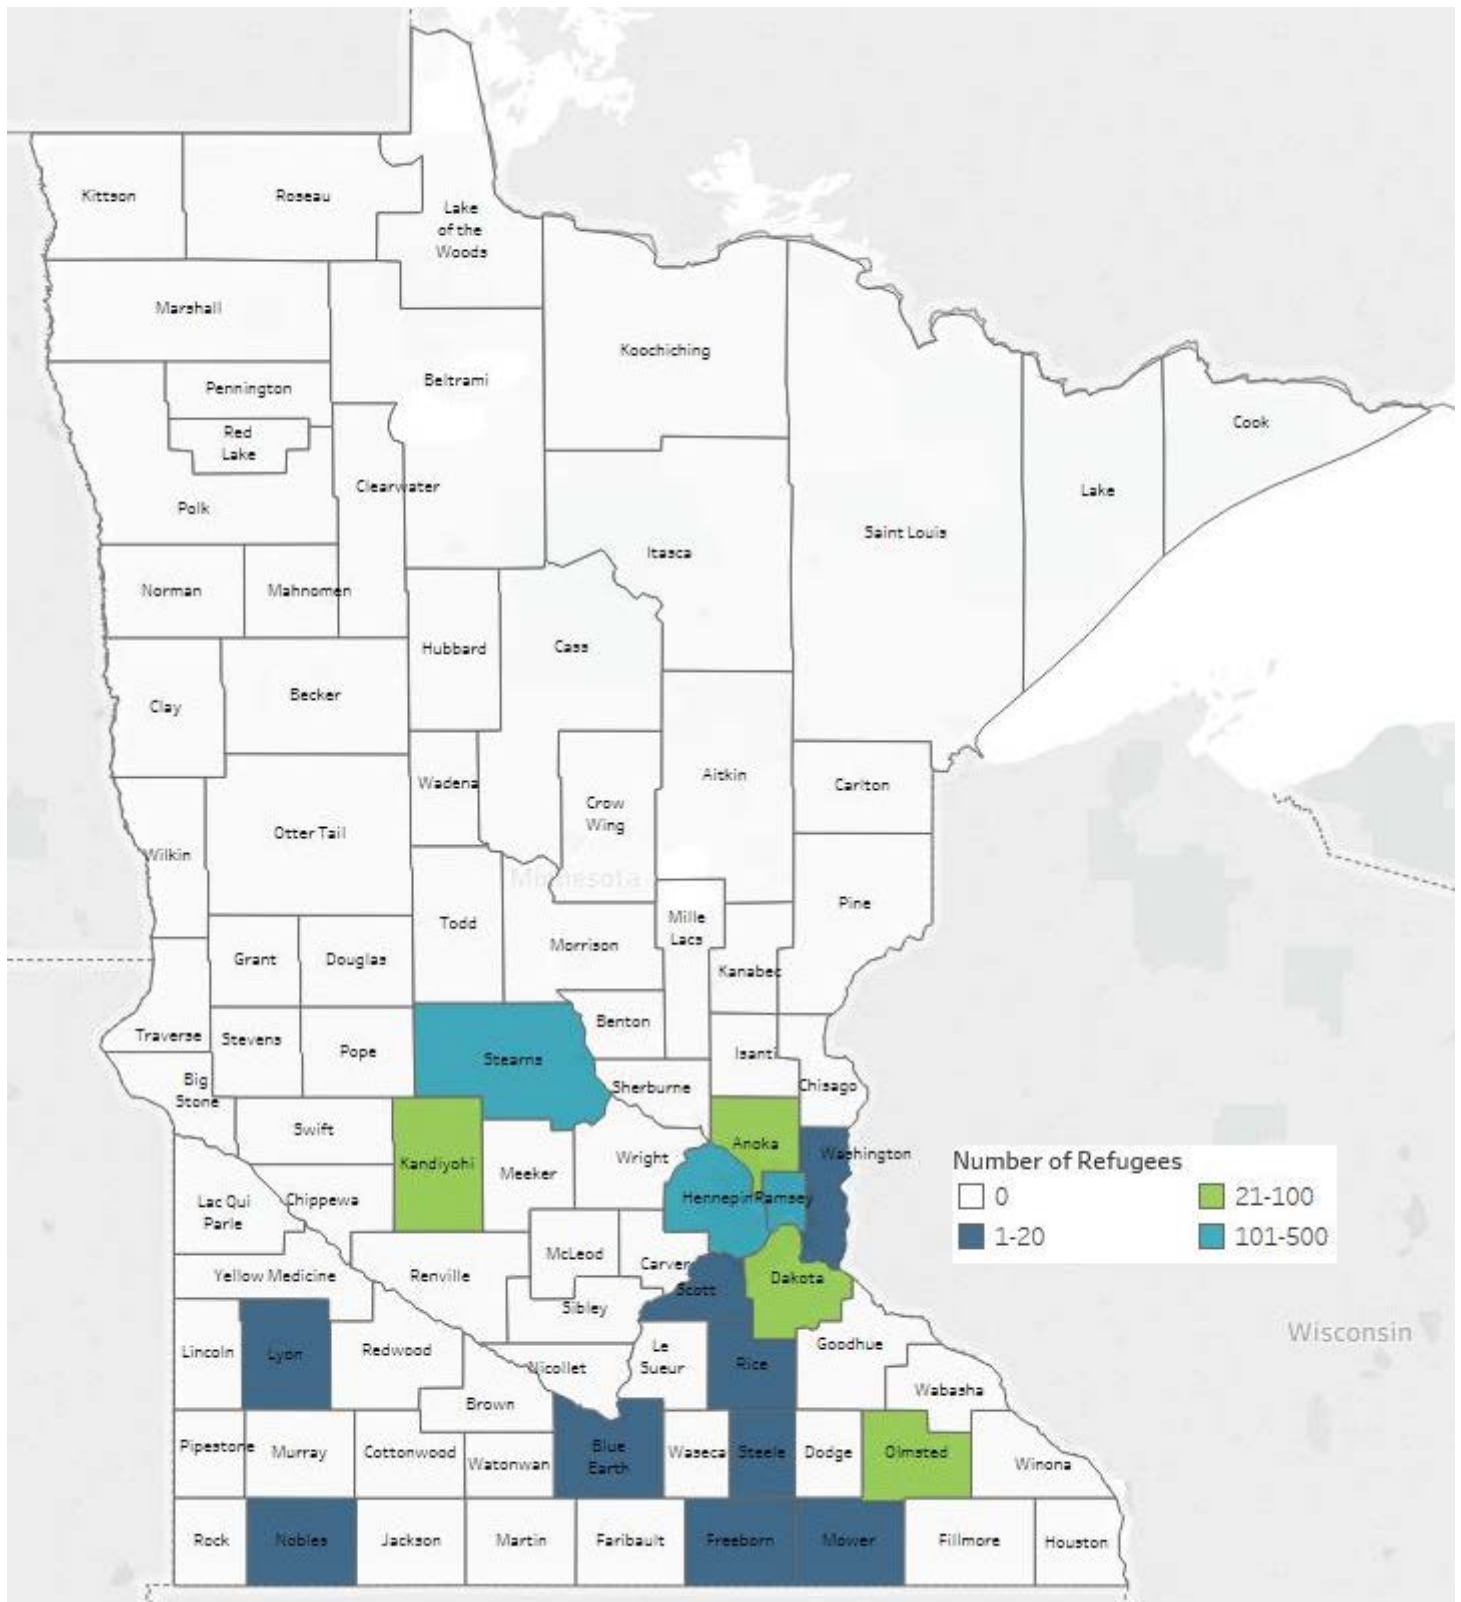 Kittson
Roseau
Lake
of the
Woods
Marshall
Koochiching
Pennington
Beltrami
Red
Lake
Cook
Clearwater
Polk
Lake
Saint Louis
Itasca
Norman
Mahnomen
Hubbard
Cass
Clay
Becker
Aitkin
Wadena
Carlton
Crow
Wing
Otter Tail
Wilkin
Minnesota
Pine
Todd
Mille
Lacs
Morrison
Grant
Douglas
Kanabec
Benton
Traverse
Stevens
Pope
Stearns
Isanti
Big
Stone
Sherburne
Chisago
Swift
Anoka
Washington
Kandiyohi
Meeker
Wright
Number of Refugees
0
21-100
1-20
101-500
Lac Qui
Parle
Chippewa
Hennepin
Ramsey
McLeod
Carver
Yellow Medicine
Renville
Dakota
Scott
Sibley
Wisconsin
Lincoln
Lyon
Redwood
Nicollet
Le
Sueur
Rice
Goodhue
Wabasha
Brown
Pipestone
Murray
Cottonwood
Watonwan
Blue
Earth
Waseca
Steele
Dodge
Olmsted
Winona
Rock
Nobles
Jackson
Martin
Faribault
Freeborn
Mower
Fillmore
Houston